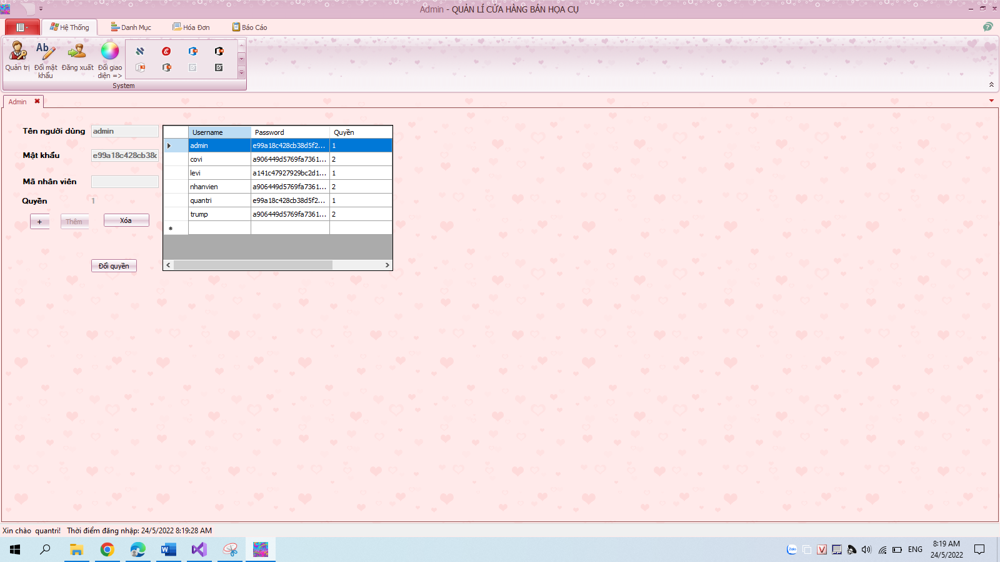 Admin - QUẢN LÍ CỬA HÀNG BÁN HỌA CỤ
Hệ Thống
Danh Mục
Hóa Đơn
Báo Cáo
Quản trị
Đổi mật khẩu
Đăng xuất
Đổi giao diện =>
System
Admin
Tên người dùng admin
Mật khẩu e99a18c428cb38d
Mã nhân viên
Quyền 1
+ Thêm Xóa
Đổi quyền
Username Password Quyền
admin e99a18c428cb38d5f2... 1
covi a906449d5769fa7361... 2
levi a141c47927929bc2d1... 1
nhanvien a906449d5769fa7361... 2
quantri e99a18c428cb38d5f2... 1
trump a906449d5769fa7361... 2
Xin chào quantri! Thời điểm đăng nhập: 24/5/2022 8:19:28 AM
Zalo
V
ENG
8:19 AM
24/5/2022